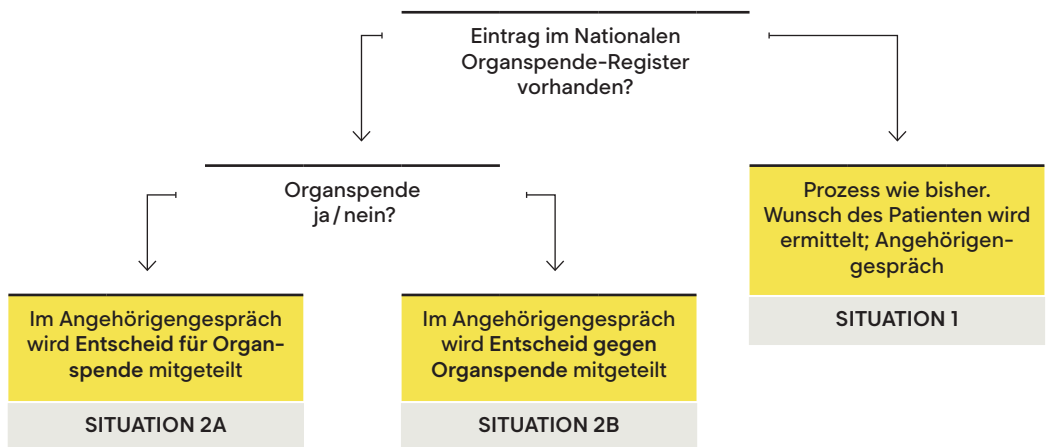 Eintrag im Nationalen
Organspende-Register
vorhanden?
Organspende
ja / nein?
Prozess wie bisher.
Wunsch des Patienten wird
ermittelt; Angehörigen-
gespräch
SITUATION 1
Im Angehörigengespräch
wird Entscheid für Organ-
spende mitgeteilt
SITUATION 2A
Im Angehörigengespräch
wird Entscheid gegen
Organspende mitgeteilt
SITUATION 2B